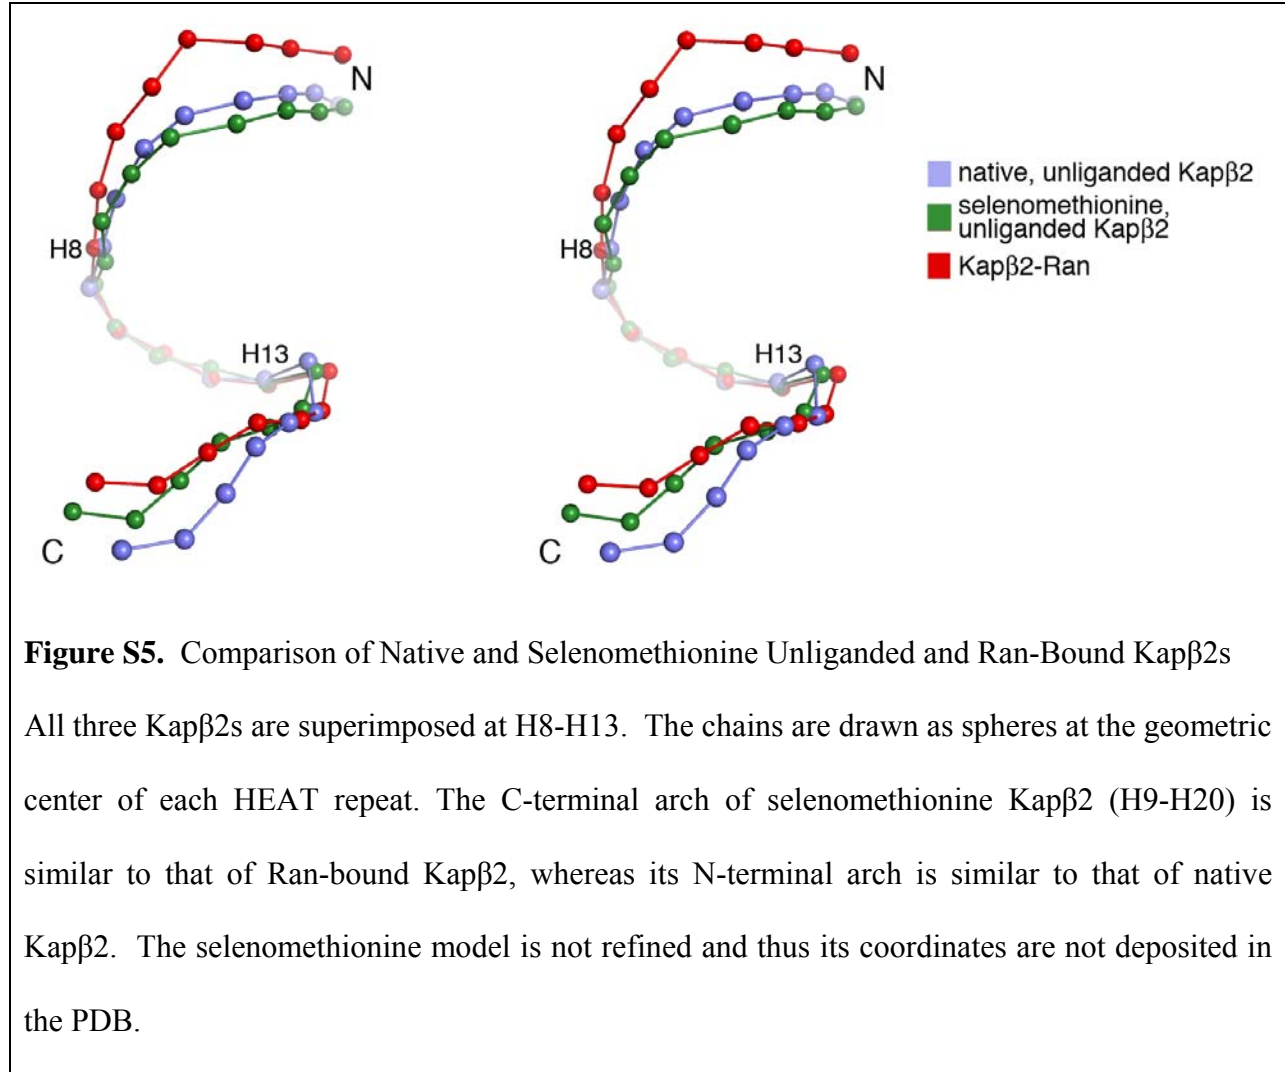 N
N
native, unliganded Kapβ2
selenomethionine,
unliganded Kapβ2
Kapβ2-Ran
H8
H8
H13
H13
C
C
Figure S5. Comparison of Native and Selenomethionine Unliganded and Ran-Bound Kapβ2s
All three Kapβ2s are superimposed at H8-H13. The chains are drawn as spheres at the geometric
center of each HEAT repeat. The C-terminal arch of selenomethionine Kapβ2 (H9-H20) is
similar to that of Ran-bound Kapβ2, whereas its N-terminal arch is similar to that of native
Kapβ2. The selenomethionine model is not refined and thus its coordinates are not deposited in
the PDB.